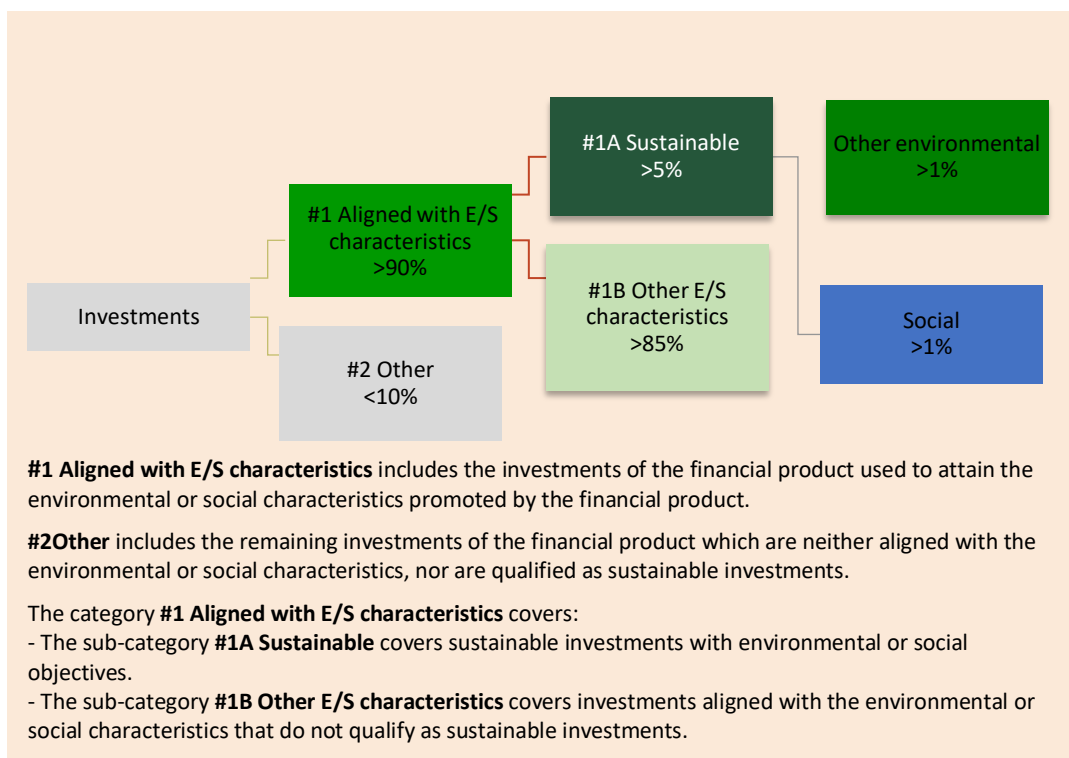 Investments
#1 Aligned with E/S
characteristics
>90%
#2 Other
<10%
#1A Sustainable
>5%
#1B Other E/S
characteristics
>85%
Other environmental
>1%
Social
>1%
#1 Aligned with E/S characteristics includes the investments of the financial product used to attain the
environmental or social characteristics promoted by the financial product.
#2Other includes the remaining investments of the financial product which are neither aligned with the
environmental or social characteristics, nor are qualified as sustainable investments.
The category #1 Aligned with E/S characteristics covers:
- The sub-category #1A Sustainable covers sustainable investments with environmental or social
objectives.
- The sub-category #1B Other E/S characteristics covers investments aligned with the environmental or
social characteristics that do not qualify as sustainable investments.